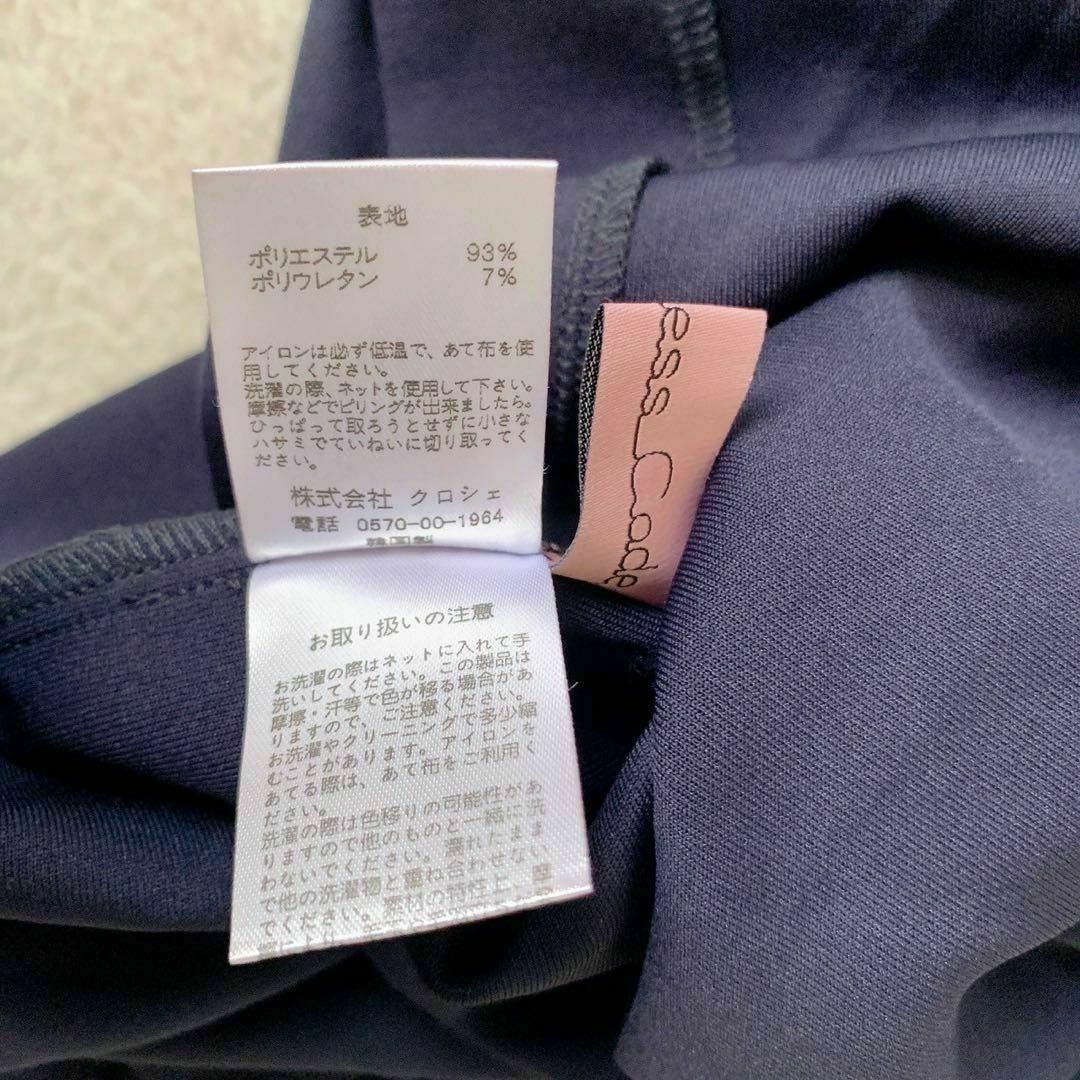 表地
ポリエステル 93%
ポリウレタン 7%
アイロンは必ず低温で、あて布を使
用してください。
洗濯の際、ネットを使用して下さい。
摩擦などでピリングが出来ましたら、
ひっぱって取ろうとせずに小さな
ハサミでていねいに切り取ってく
ださい。
株式会社 クロシェ
電話 0570-00-1964
韓国製
ess_Code
お取り扱いの注意
お洗濯の際はネットに入れて手
洗いしてください。この製品は
摩擦・汗等で色が移る場合があ
りますので、ご注意ください。
お洗濯やクリーニングで多少縮
むことがあります。アイロンを
あてる際は、あて布をご利用く
ださい。
洗濯の際は色移りの可能性があ
りますので他のものと一緒に洗
わないでください。濡れたまま
で他の洗濯物と重ね合わせない
でください。素材の特性上、摩